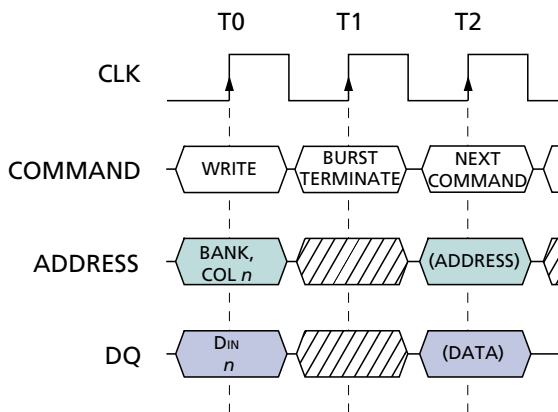 T0 T1 T2
CLK
COMMAND
WRITE
BURST
TERMINATE
NEXT
COMMAND
ADDRESS
BANK,
COL n
(ADDRESS)
DQ
DIN
n
(DATA)